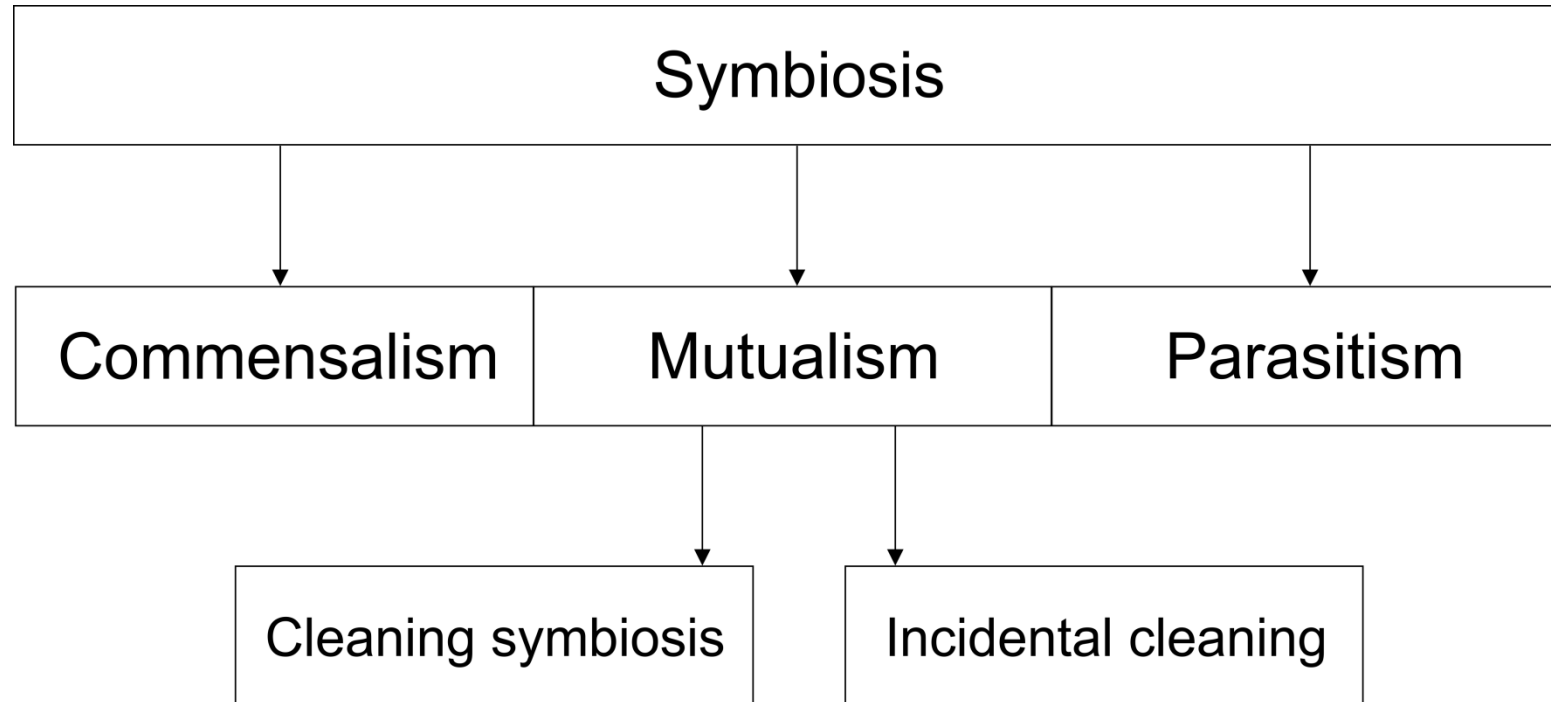 Symbiosis
Commensalism Mutualism Parasitism
Cleaning symbiosis Incidental cleaning